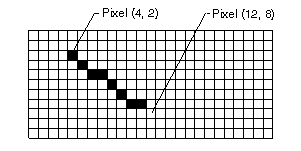 Pixel (4, 2)
Pixel (12, 8)